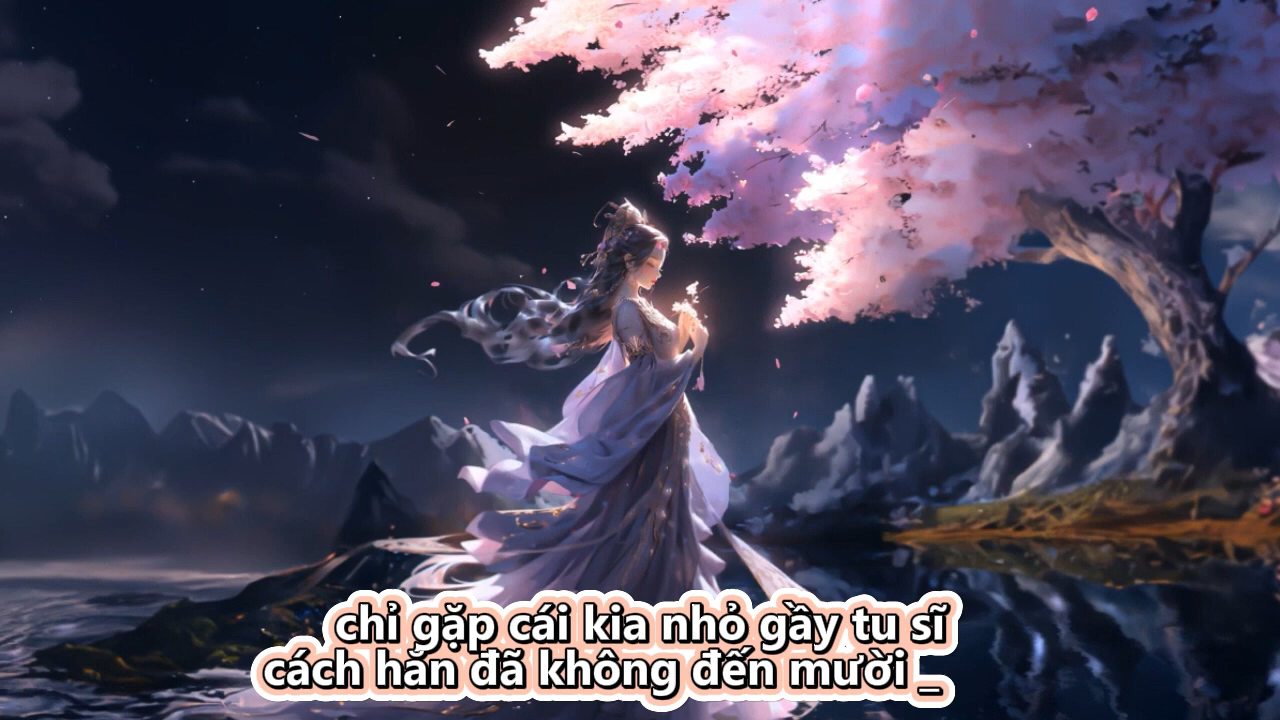 chỉ gặp cái kia nhỏ gầy tu sĩ
cách hắn đã không đến mười _